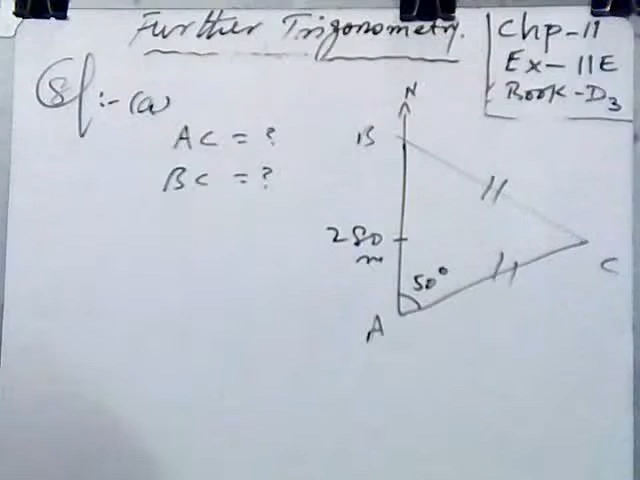 Further Trigonometry.
Chp-11
Ex-11E
Book-D3
8/:- (a)
AC = ?
BC = ?
N
B
280
m
50°
C
A